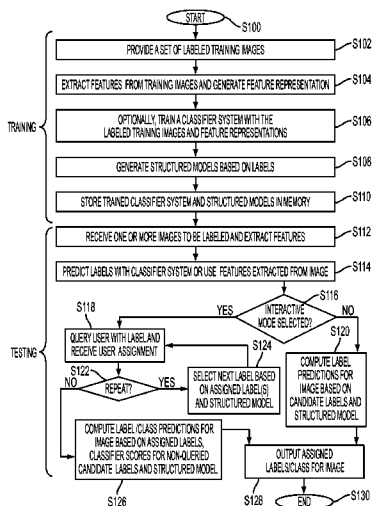 START
S100
PROVIDE A SET OF LABELED TRAINING IMAGES
S102
EXTRACT FEATURES FROM TRAINING IMAGES AND GENERATE FEATURE REPRESENTATION
S104
OPTIONALLY, TRAIN A CLASSIFIER SYSTEM WITH THE
LABELED TRAINING IMAGES AND FEATURE REPRESENTATIONS
S106
TRAINING
GENERATE STRUCTURED MODELS BASED ON LABELS
S108
STORE TRAINED CLASSIFIER SYSTEM AND STRUCTURED MODELS IN MEMORY
S110
RECEIVE ONE OR MORE IMAGES TO BE LABELED AND EXTRACT FEATURES
S112
PREDICT LABELS WITH CLASSIFIER SYSTEM OR USE FEATURES EXTRACTED FROM IMAGE
S114
S116
INTERACTIVE
MODE SELECTED?
YES
NO
S118
QUERY USER WITH LABEL AND
RECEIVE USER ASSIGNMENT
S120
COMPUTE LABEL
PREDICTIONS FOR
IMAGE BASED ON
CANDIDATE LABELS AND
STRUCTURED MODEL
TESTING
S122
REPEAT?
NO
YES
S124
SELECT NEXT LABEL
BASED ON
ASSIGNED LABEL(S)
AND STRUCTURED MODEL
COMPUTE LABEL/CLASS PREDICTIONS FOR
IMAGE BASED ON ASSIGNED LABELS,
CLASSIFIER SCORES FOR NON-QUERIED
CANDIDATE LABELS AND STRUCTURED MODEL
S126
OUTPUT ASSIGNED
LABELS/CLASS FOR IMAGE
S128
END
S130